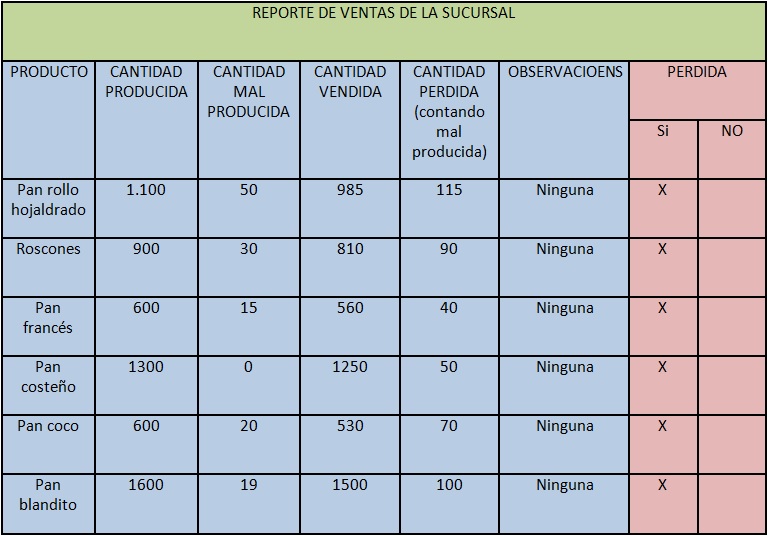 REPORTE DE VENTAS DE LA SUCURSAL
PRODUCTO CANTIDAD PRODUCIDA CANTIDAD MAL PRODUCIDA CANTIDAD VENDIDA CANTIDAD PERDIDA (contando mal producida) OBSERVACIOENS PERDIDA
Si NO
Pan rollo hojaldrado 1.100 50 985 115 Ninguna X
Roscones 900 30 810 90 Ninguna X
Pan francés 600 15 560 40 Ninguna X
Pan costeño 1300 0 1250 50 Ninguna X
Pan coco 600 20 530 70 Ninguna X
Pan blandito 1600 19 1500 100 Ninguna X